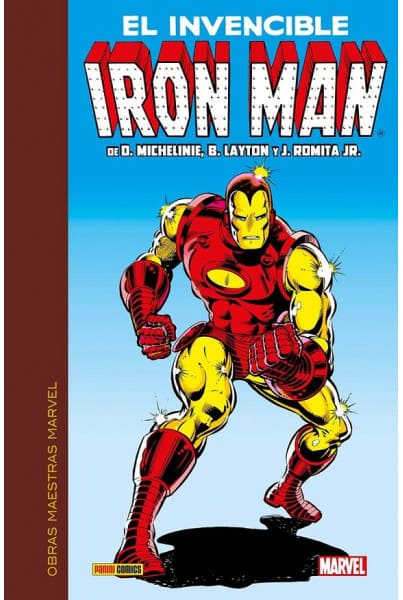 EL INVENCIBLE
IRON MAN®
DE D. MICHELINIE, B. LAYTON Y J. ROMITA JR.
OBRAS MAESTRAS MARVEL
PANINI COMICS
MARVEL